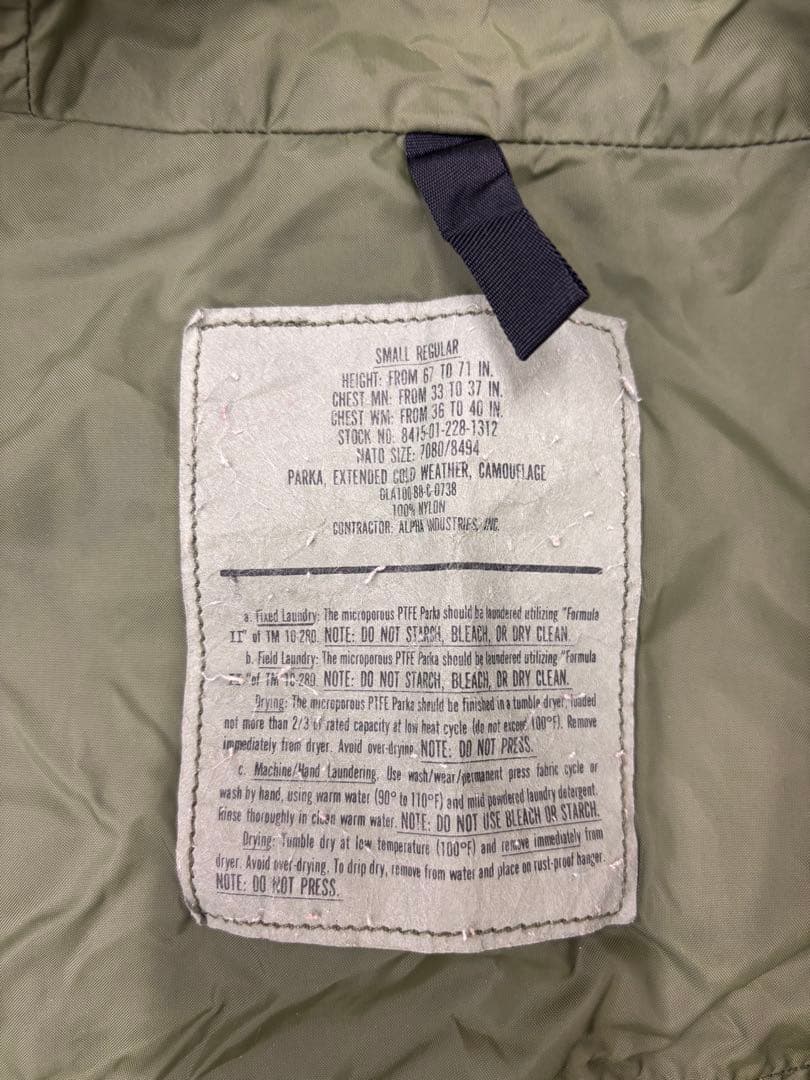 SMALL REGULAR
HEIGHT: FROM 67 TO 71 IN.
CHEST MN: FROM 33 TO 37 IN.
CHEST WM: FROM 36 TO 40 IN.
STOCK NO: 8415-01-228-1312
NATO SIZE: 7080/8494
PARKA, EXTENDED COLD WEATHER, CAMOUFLAGE
DLA100 88-C-0738
100% NYLON
CONTRACTOR: ALPHA INDUSTRIES, INC.
a. Fixed Laundry: The microporous PTFE Parka should be laundered utilizing "Formula
II" of TM 10-280. NOTE: DO NOT STARCH, BLEACH, OR DRY CLEAN.
b. Field Laundry: The microporous PTFE Parka should be laundered utilizing "Formula
II" of TM 10-280. NOTE: DO NOT STARCH, BLEACH, OR DRY CLEAN.
Drying: The microporous PTFE Parka should be finished in a tumble dryer, loaded
not more than 2/3 of rated capacity at low heat cycle (do not exceed 100°F). Remove
immediately from dryer. Avoid over-drying. NOTE: DO NOT PRESS.
c. Machine/Hand Laundering. Use wash/wear/permanent press fabric cycle or
wash by hand, using warm water (90° to 110°F) and mild powdered laundry detergent.
Rinse thoroughly in clean warm water. NOTE: DO NOT USE BLEACH OR STARCH.
Drying: Tumble dry at low temperature (100°F) and remove immediately from
dryer. Avoid over-drying. To drip dry, remove from water and place on rust-proof hanger.
NOTE: DO NOT PRESS.